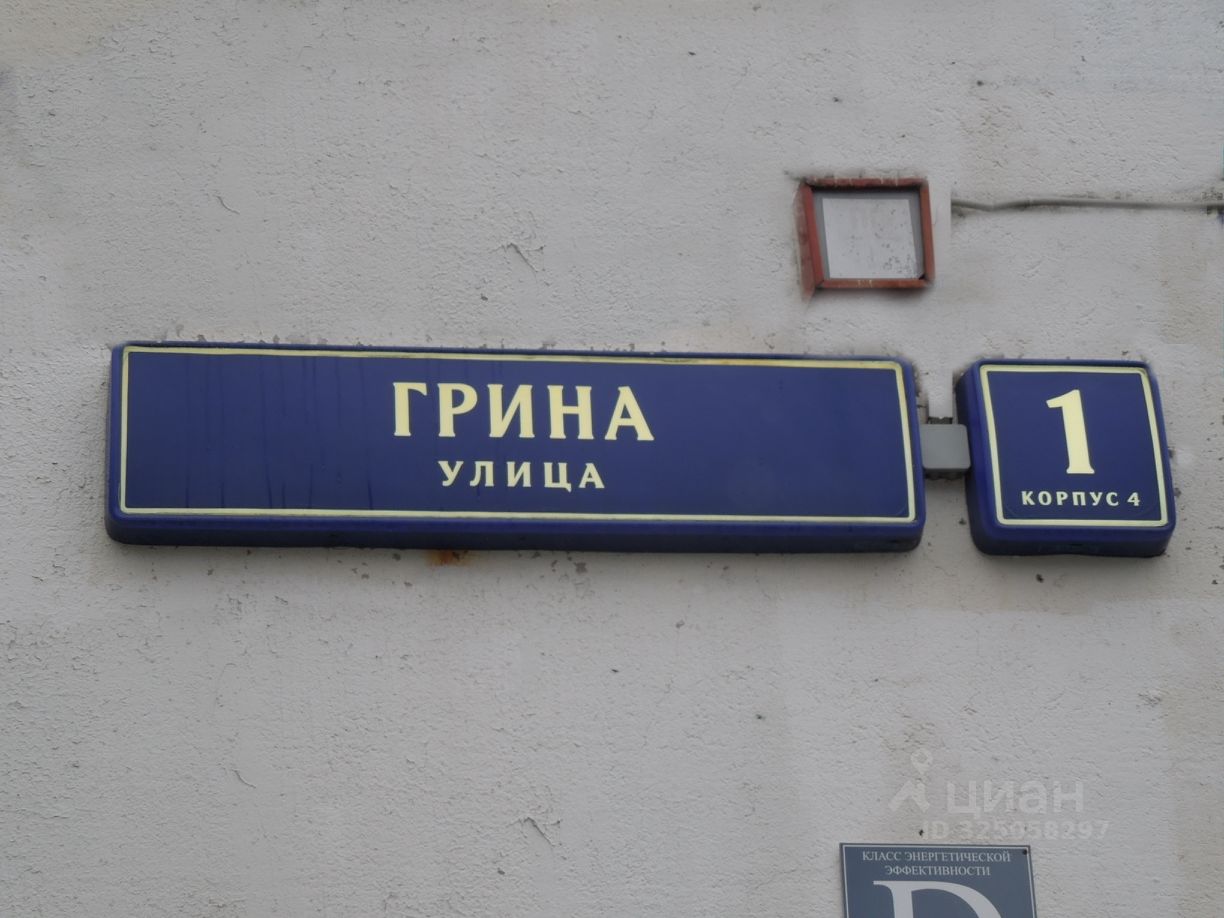 ГРИНА
УЛИЦА
1
КОРПУС 4
циан
ID 325058297
КЛАСС ЭНЕРГЕТИЧЕСКОЙ
ЭФФЕКТИВНОСТИ